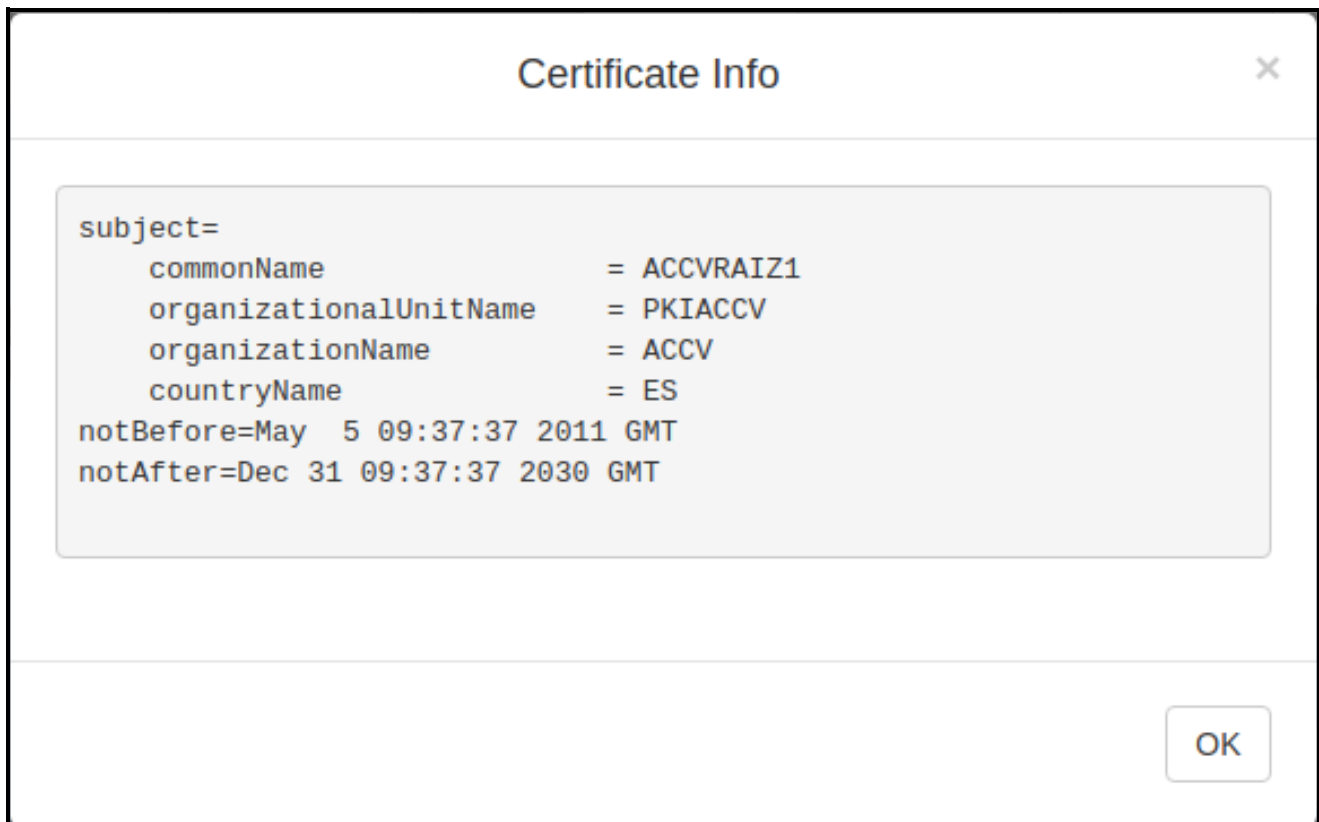 Certificate Info
×
subject=
    commonName                = ACCVRAIZ1
    organizationalUnitName    = PKIACCV
    organizationName          = ACCV
    countryName               = ES
notBefore=May  5 09:37:37 2011 GMT
notAfter=Dec 31 09:37:37 2030 GMT
OK